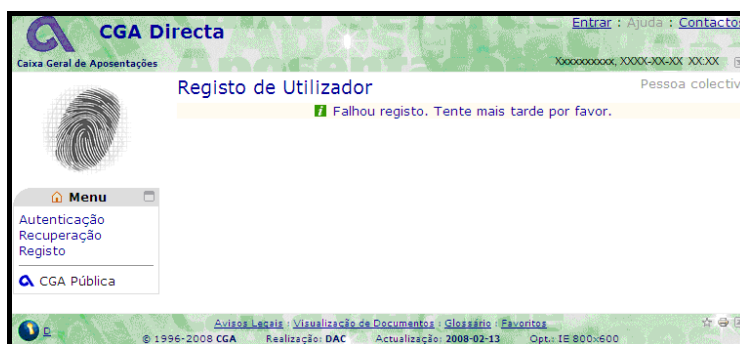 CGA Directa
Entrar : Ajuda : Contactos
Caixa Geral de Aposentações
Xxxxxxxxxx, XXXX-XX-XX XX:XX
Registo de Utilizador
Pessoa colectiv
Falhou registo. Tente mais tarde por favor.
Menu
Autenticação
Recuperação
Registo
CGA Pública
D
Avisos Legais : Visualização de Documentos : Glossário : Favoritos
© 1996-2008 CGA Realização: DAC Actualização: 2008-02-13 Opt.: IE 800x600